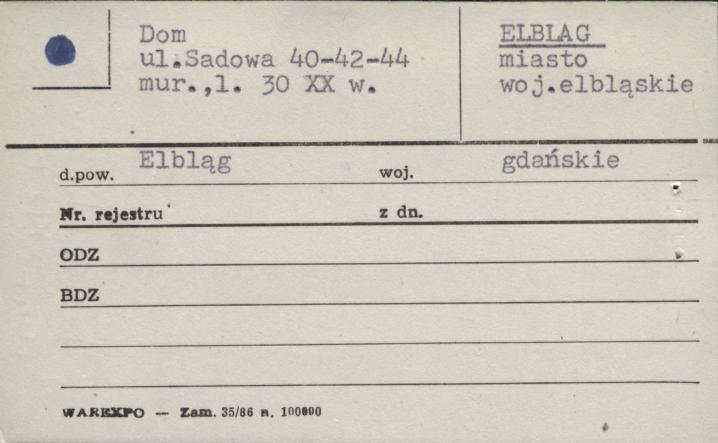 Dom
ul.Sadowa 40-42-44
mur.,l. 30 XX w.
ELBLAG
miasto
woj.elbląskie
d.pow. Elbląg woj. gdańskie
Nr. rejestru z dn.
ODZ
BDZ
WAREXPO — Zam. 35/86 n. 100000